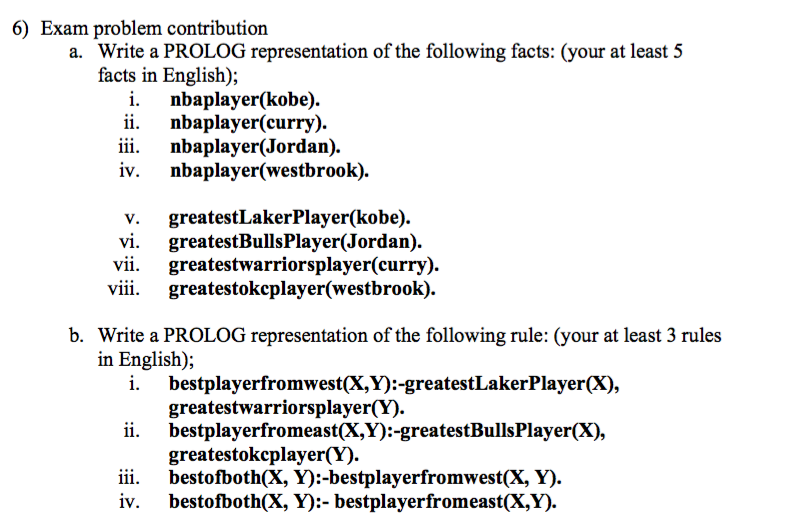 6) Exam problem contribution
a. Write a PROLOG representation of the following facts: (your at least 5
facts in English);
i. nbaplayer(kobe).
ii. nbaplayer(curry).
iii. nbaplayer(Jordan).
iv. nbaplayer(westbrook).
v. greatestLakerPlayer(kobe).
vi. greatestBullsPlayer(Jordan).
vii. greatestwarriorsplayer(curry).
viii. greatestokcplayer(westbrook).
b. Write a PROLOG representation of the following rule: (your at least 3 rules
in English);
i. bestplayerfromwest(X,Y):-greatestLakerPlayer(X),
greatestwarriorsplayer(Y).
ii. bestplayerfromeast(X,Y):-greatestBullsPlayer(X),
greatestokcplayer(Y).
iii. bestofboth(X, Y):-bestplayerfromwest(X, Y).
iv. bestofboth(X, Y):- bestplayerfromeast(X,Y).